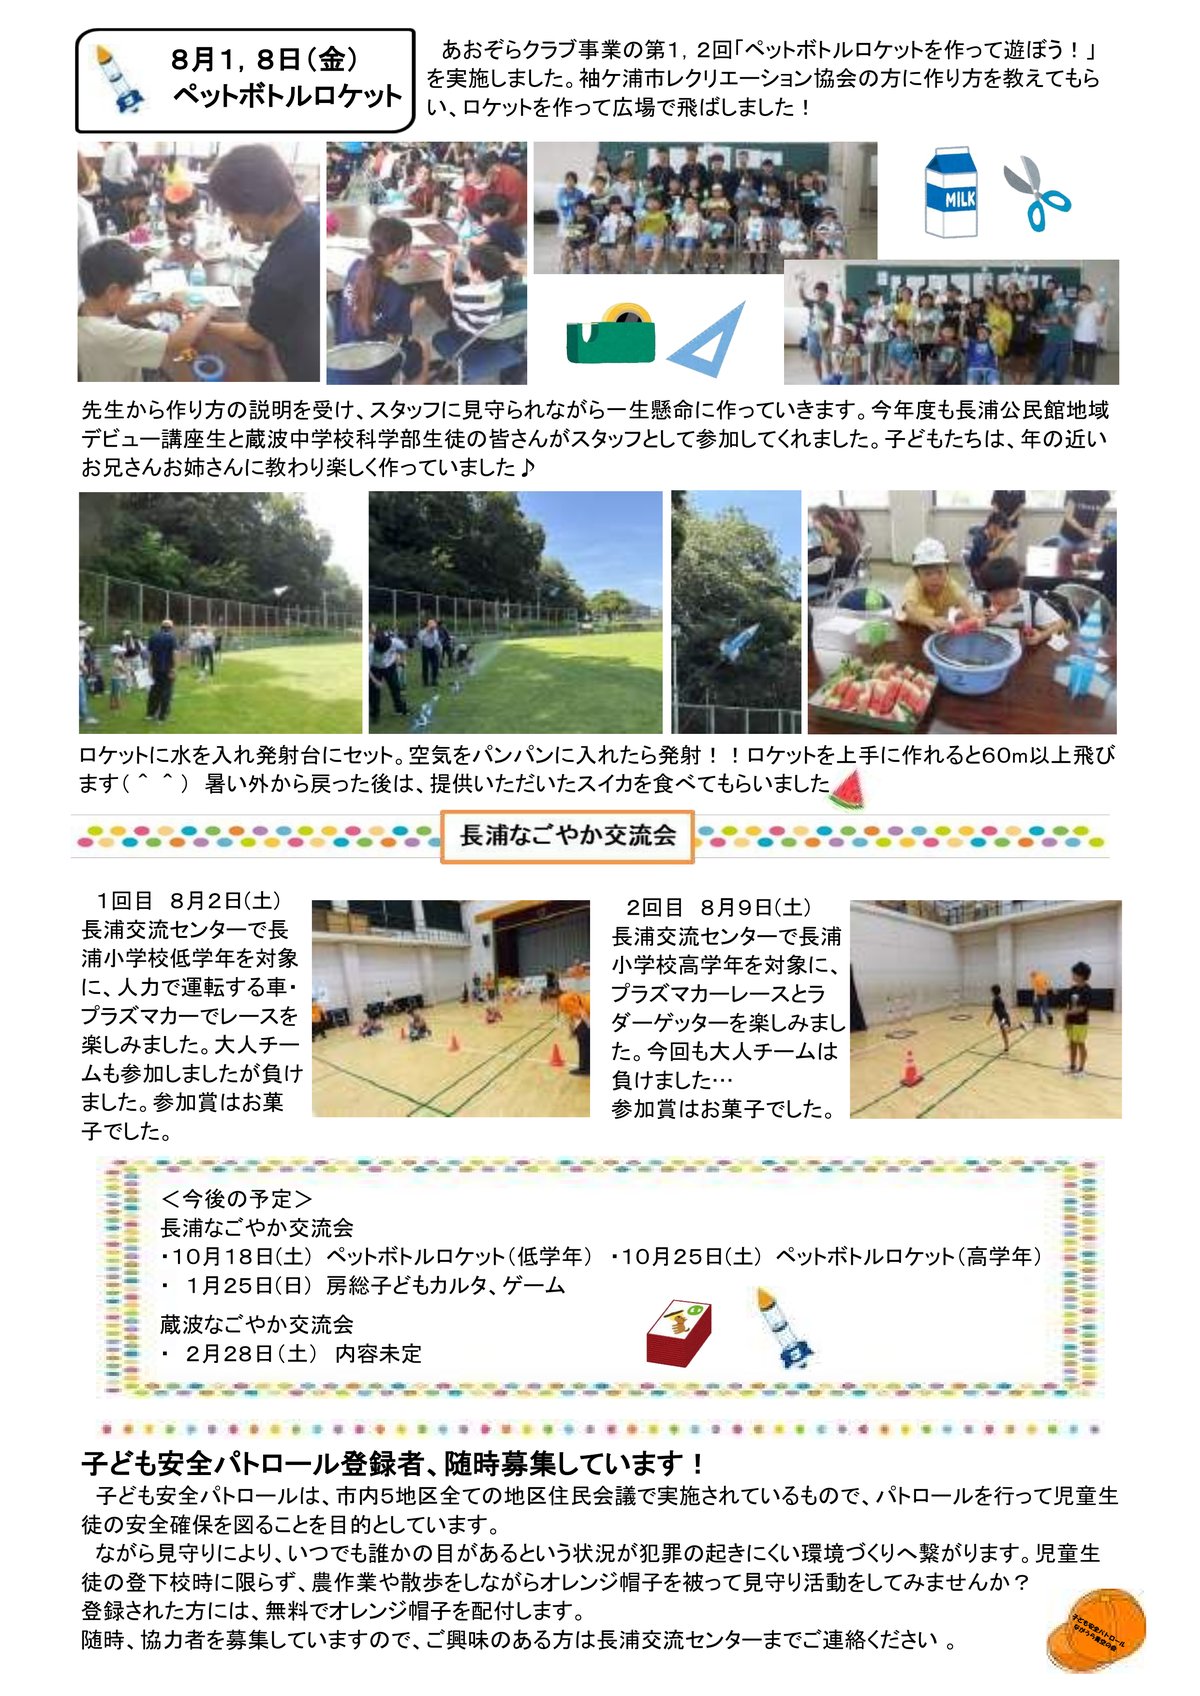 8月1,8日(金)
ペットボトルロケット
あおぞらクラブ事業の第1,2回「ペットボトルロケットを作って遊ぼう!」
を実施しました。袖ケ浦市レクリエーション協会の方に作り方を教えてもら
い、ロケットを作って広場で飛ばしました!
MILK
先生から作り方の説明を受け、スタッフに見守られながら一生懸命に作っていきます。今年度も長浦公民館地域
デビュー講座生と蔵波中学校科学部生徒の皆さんがスタッフとして参加してくれました。子どもたちは、年の近い
お兄さんお姉さんに教わり楽しく作っていました♪
ロケットに水を入れ発射台にセット。空気をパンパンに入れたら発射!!ロケットを上手に作れると60m以上飛び
ます(^ ^) 暑い外から戻った後は、提供いただいたスイカを食べてもらいました
長浦なごやか交流会
1回目 8月2日(土)
長浦交流センターで長
浦小学校低学年を対象
に、人力で運転する車・
プラズマカーでレースを
楽しみました。大人チー
ムも参加しましたが負け
ました。参加賞はお菓
子でした。
2回目 8月9日(土)
長浦交流センターで長浦
小学校高学年を対象に、
プラズマカーレースとラ
ダーゲッターを楽しみまし
た。今回も大人チームは
負けました…
参加賞はお菓子でした。
<今後の予定>
長浦なごやか交流会
・10月18日(土) ペットボトルロケット(低学年) ・10月25日(土) ペットボトルロケット(高学年)
・ 1月25日(日) 房総子どもカルタ、ゲーム
蔵波なごやか交流会
・ 2月28日(土) 内容未定
子ども安全パトロール登録者、随時募集しています!
子ども安全パトロールは、市内5地区全ての地区住民会議で実施されているもので、パトロールを行って児童生
徒の安全確保を図ることを目的としています。
ながら見守りにより、いつでも誰かの目があるという状況が犯罪の起きにくい環境づくりへ繋がります。児童生
徒の登下校時に限らず、農作業や散歩をしながらオレンジ帽子を被って見守り活動をしてみませんか?
登録された方には、無料でオレンジ帽子を配付します。
随時、協力者を募集していますので、ご興味のある方は長浦交流センターまでご連絡ください 。
子ども安全パトロール